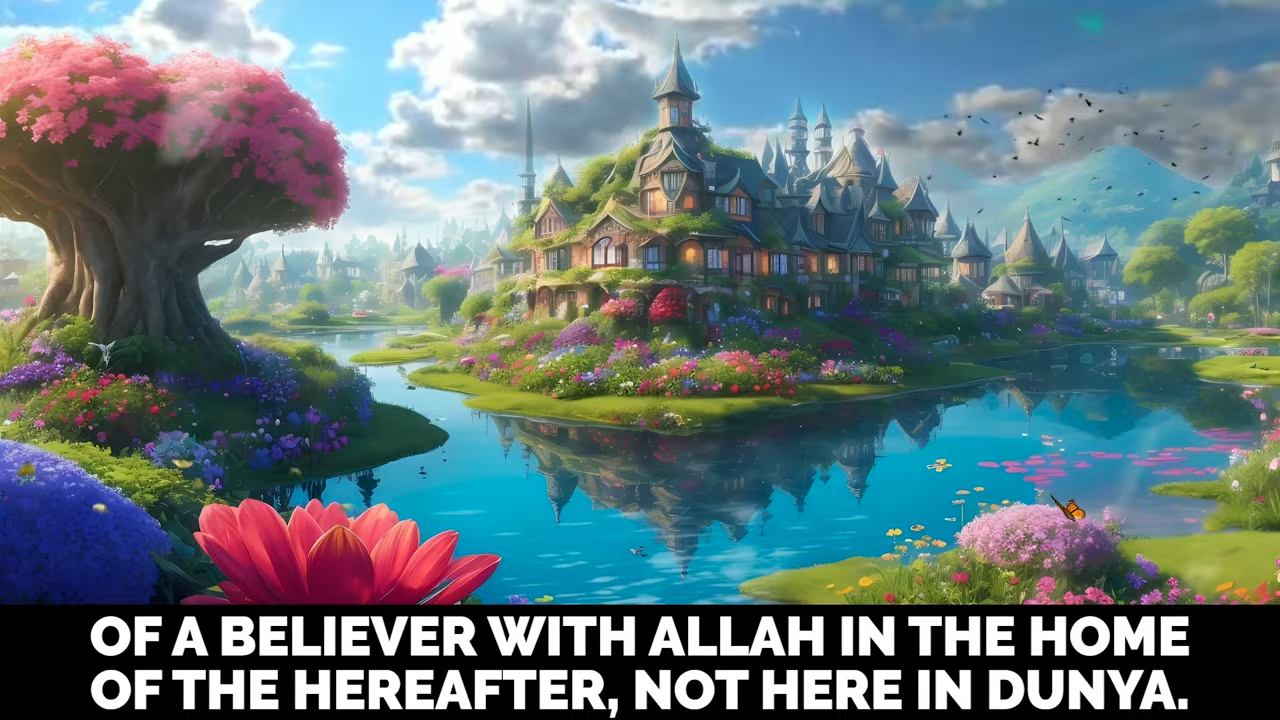 OF A BELIEVER WITH ALLAH IN THE HOME
OF THE HEREAFTER, NOT HERE IN DUNYA.